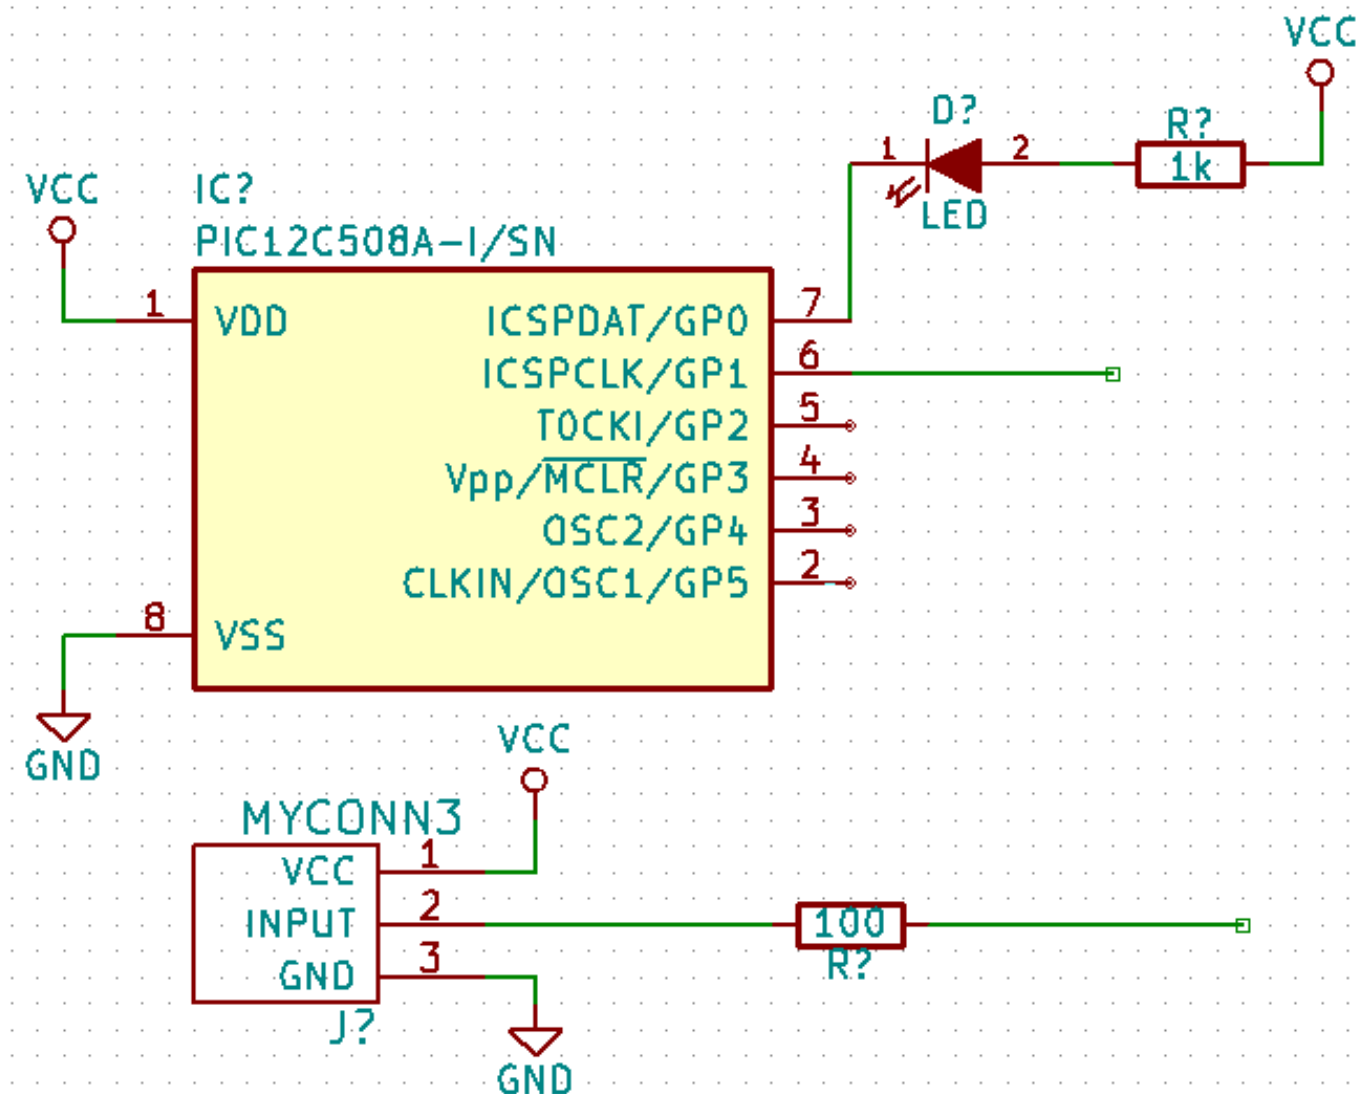 VCC
D?
R?
1
2
1k
VCC
IC?
LED
PIC12C508A-I/SN
1
VDD
ICSPDAT/GP0
7
ICSPCLK/GP1
6
T0CKI/GP2
5
Vpp/MCLR/GP3
4
OSC2/GP4
3
CLKIN/OSC1/GP5
2
8
VSS
GND
VCC
MYCONN3
VCC
1
INPUT
2
100
GND
3
R?
J?
GND